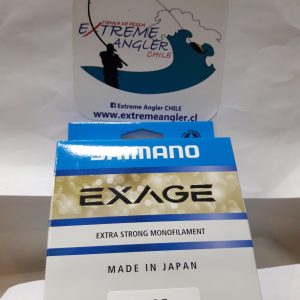 TIENDA DE PESCA
EXTREME
ANGLER
CHILE
Extreme Angler CHILE
www.extremeangler.cl
SHIMANO
EXAGE
EXTRA STRONG MONOFILAMENT
MADE IN JAPAN